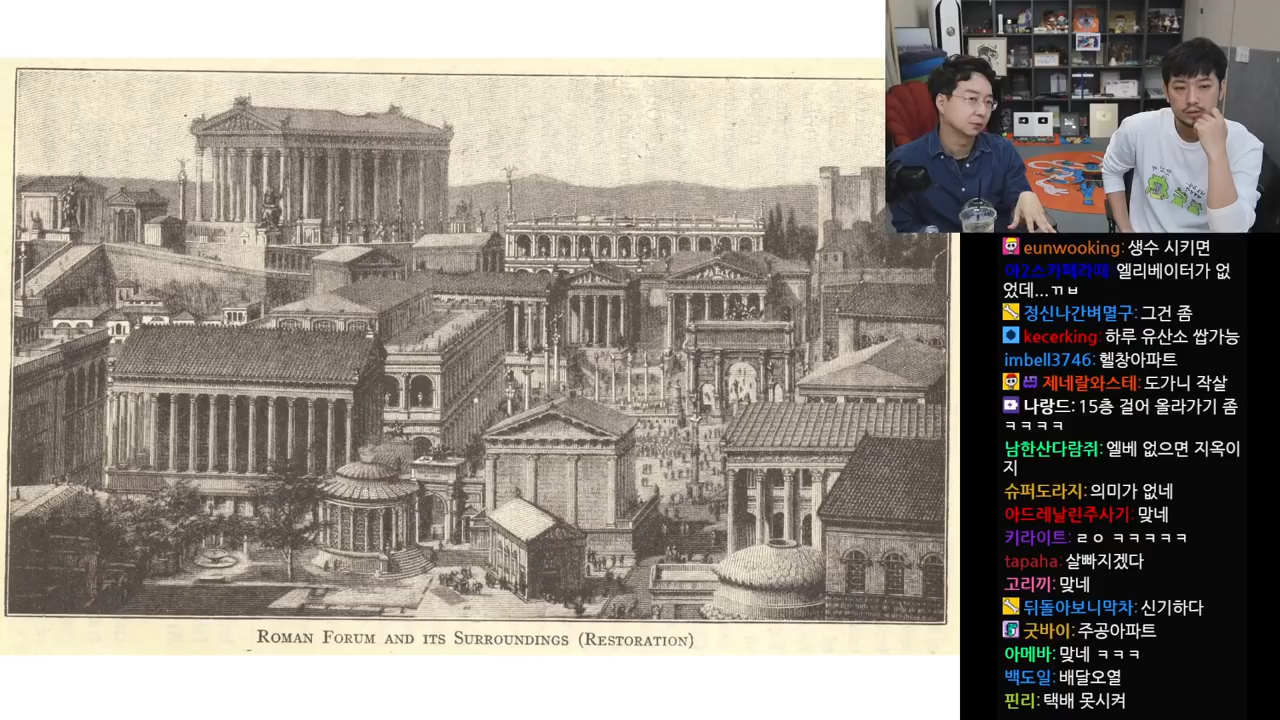 ROMAN FORUM AND ITS SURROUNDINGS (RESTORATION)
eunwooking: 생수 시키면
아2스카페라떼: 엘리베이터가 없
었데...ㄲㅂ
정신나간벼멸구: 그건 좀
kecerking: 하루 유산소 쌉가능
imbell3746: 헬창아파트
제네랄와스테: 도가니 작살
나랑드: 15층 걸어 올라가기 좀
ㅋㅋㅋㅋ
남한산다람쥐: 엘베 없으면 지옥이
지
슈퍼도라지: 의미가 없네
아드레날린주사기: 맞네
키라이트: ㄹㅇ ㅋㅋㅋㅋㅋ
tapaha: 살빠지겠다
고리끼: 맞네
뒤돌아보니막차: 신기하다
굿바이: 주공아파트
아메바: 맞네 ㅋㅋㅋ
백도일: 배달오열
핀리: 택배 못시켜